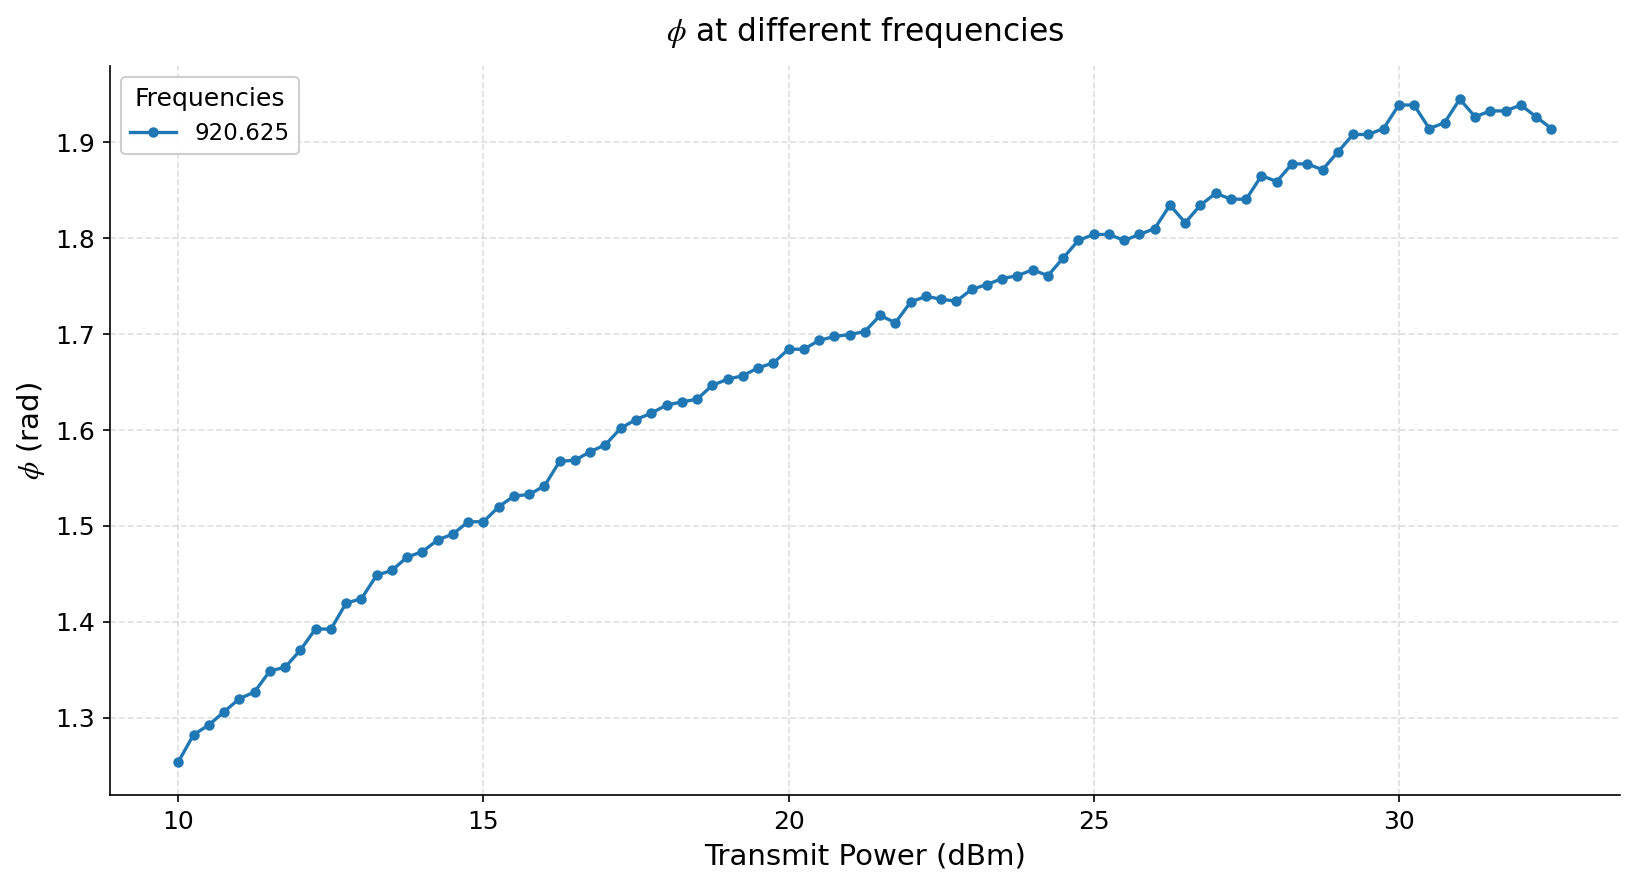 ϕ at different frequencies
Frequencies
920.625
ϕ (rad)
1.9
1.8
1.7
1.6
1.5
1.4
1.3
10 15 20 25 30
Transmit Power (dBm)